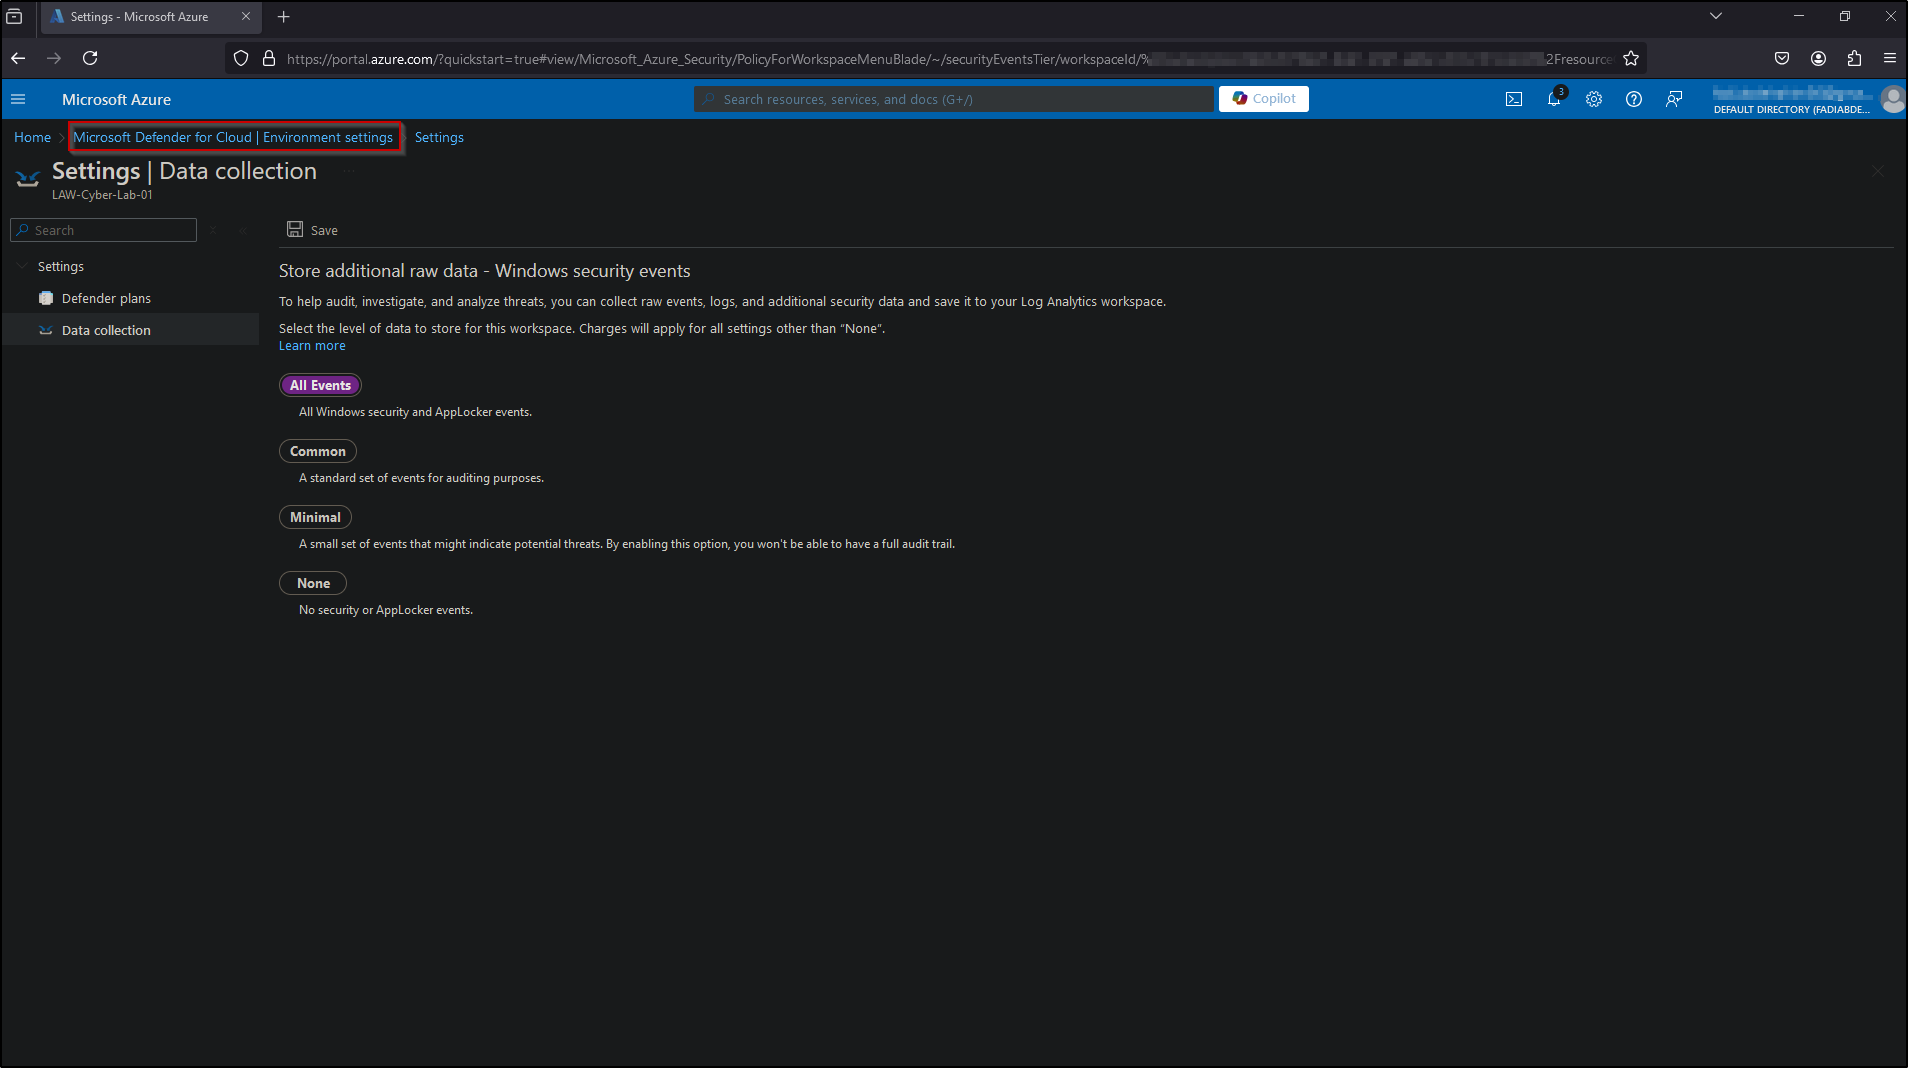 Settings - Microsoft Azure
https://portal.azure.com/?quickstart=true#view/Microsoft_Azure_Security/PolicyForWorkspaceMenuBlade/~/securityEventsTier/workspaceId/% 2Fresource
Microsoft Azure
Search resources, services, and docs (G+/)
Copilot
3
DEFAULT DIRECTORY (FADIABDE...
Home > Microsoft Defender for Cloud | Environment settings Settings
Settings | Data collection ...
LAW-Cyber-Lab-01
Search
Save
Settings
Defender plans
Data collection
Store additional raw data - Windows security events
To help audit, investigate, and analyze threats, you can collect raw events, logs, and additional security data and save it to your Log Analytics workspace.
Select the level of data to store for this workspace. Charges will apply for all settings other than “None”.
Learn more
All Events
All Windows security and AppLocker events.
Common
A standard set of events for auditing purposes.
Minimal
A small set of events that might indicate potential threats. By enabling this option, you won't be able to have a full audit trail.
None
No security or AppLocker events.